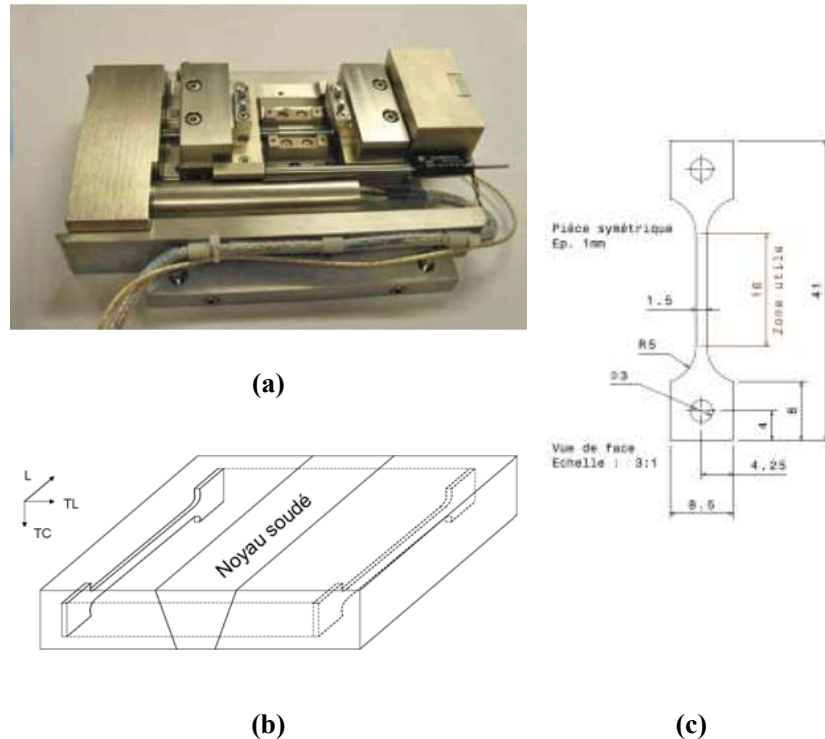 (a)
L
TL
TC
Noyau soudé
(b)
Pièce symétrique
Ep. 1mm
1.5
16
Zone utile
41
R5
Ø3
8
4
Vue de face
Echelle : 3:1
4.25
8.5
(c)